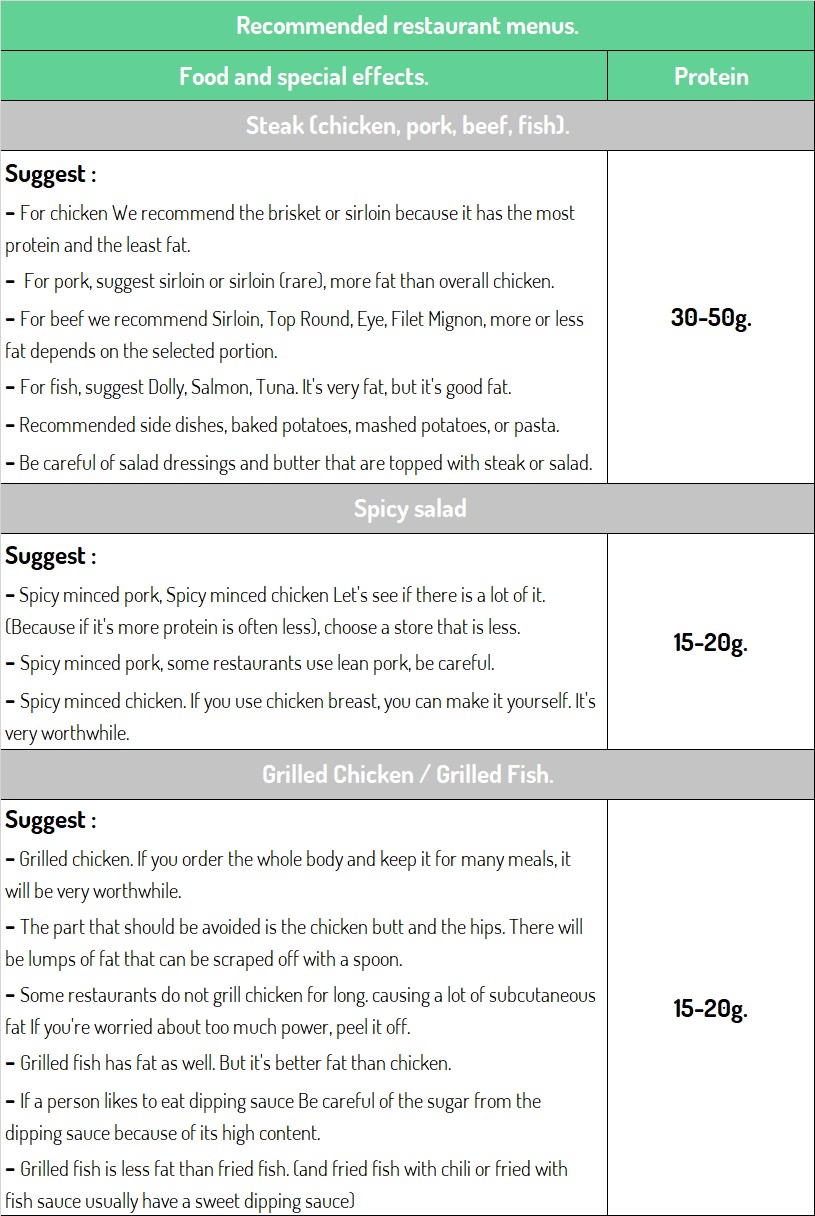 Recommended restaurant menus.
Food and special effects.
Protein
Steak (chicken, pork, beef, fish).
Suggest :
- For chicken We recommend the brisket or sirloin because it has the most
protein and the least fat.
- For pork, suggest sirloin or sirloin (rare), more fat than overall chicken.
- For beef we recommend Sirloin, Top Round, Eye, Filet Mignon, more or less
fat depends on the selected portion.
- For fish, suggest Dolly, Salmon, Tuna. It's very fat, but it's good fat.
- Recommended side dishes, baked potatoes, mashed potatoes, or pasta.
- Be careful of salad dressings and butter that are topped with steak or salad.
30-50g.
Spicy salad
Suggest :
- Spicy minced pork, Spicy minced chicken Let's see if there is a lot of it.
(Because if it's more protein is often less), choose a store that is less.
- Spicy minced pork, some restaurants use lean pork, be careful.
- Spicy minced chicken. If you use chicken breast, you can make it yourself. It's
very worthwhile.
15-20g.
Grilled Chicken / Grilled Fish.
Suggest :
- Grilled chicken. If you order the whole body and keep it for many meals, it
will be very worthwhile.
- The part that should be avoided is the chicken butt and the hips. There will
be lumps of fat that can be scraped off with a spoon.
- Some restaurants do not grill chicken for long. causing a lot of subcutaneous
fat If you're worried about too much power, peel it off.
- Grilled fish has fat as well. But it's better fat than chicken.
- If a person likes to eat dipping sauce Be careful of the sugar from the
dipping sauce because of its high content.
- Grilled fish is less fat than fried fish. (and fried fish with chili or fried with
fish sauce usually have a sweet dipping sauce)
15-20g.